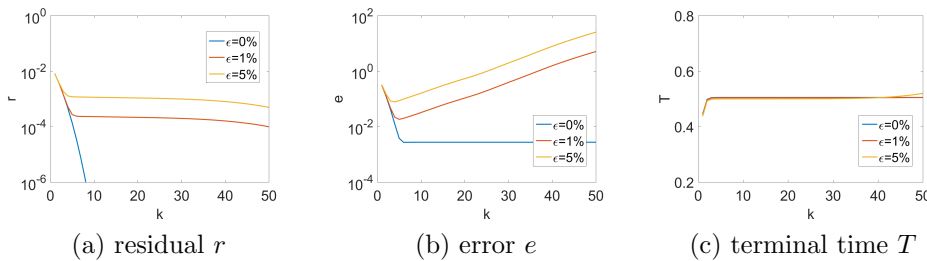 10^0
10^-2
10^-4
10^-6
r
0 10 20 30 40 50
k
ϵ=0%
ϵ=1%
ϵ=5%
(a) residual r
10^2
10^0
10^-2
10^-4
e
0 10 20 30 40 50
k
ϵ=0%
ϵ=1%
ϵ=5%
(b) error e
0.8
0.6
0.4
0.2
T
0 10 20 30 40 50
k
ϵ=0%
ϵ=1%
ϵ=5%
(c) terminal time T